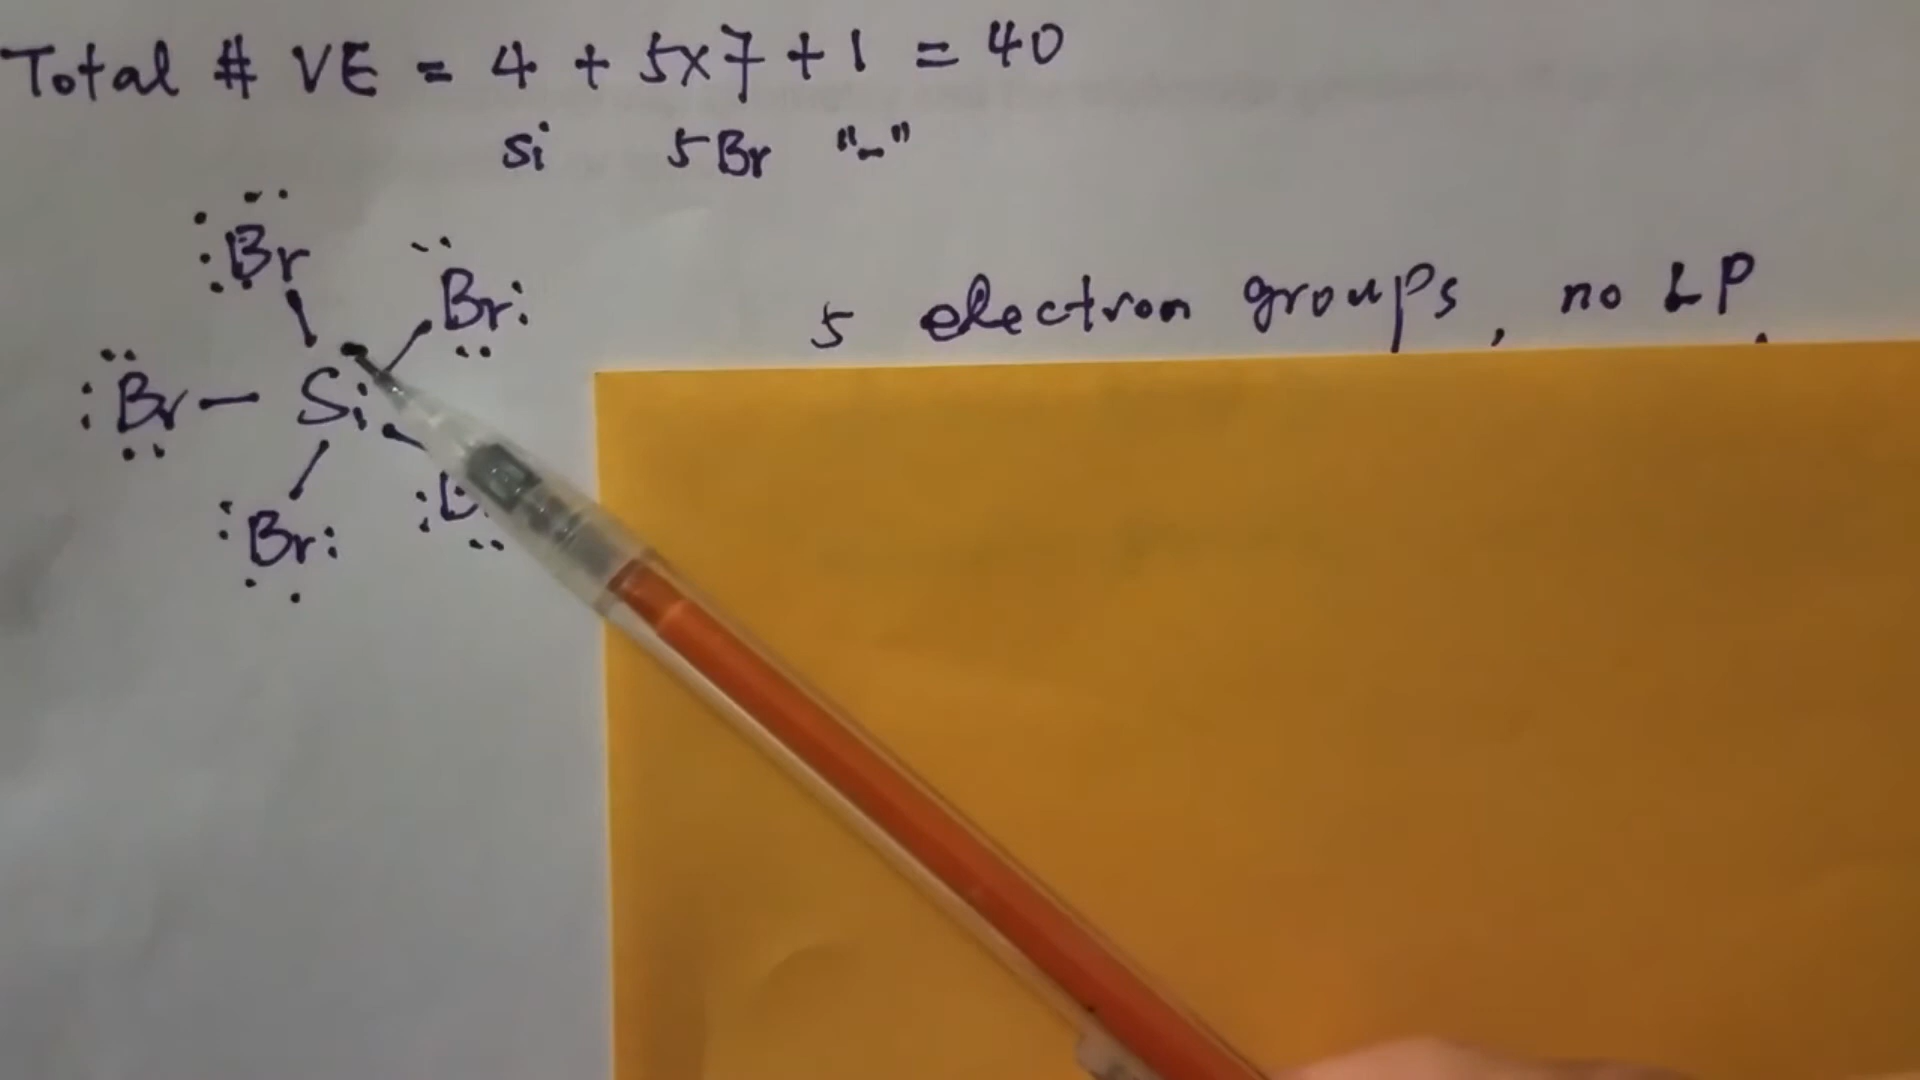 Total # VE = 4 + 5x7 + 1 = 40
Si 5Br "-"
Br
Br
5 electron groups, no LP.
Br - Si
Br